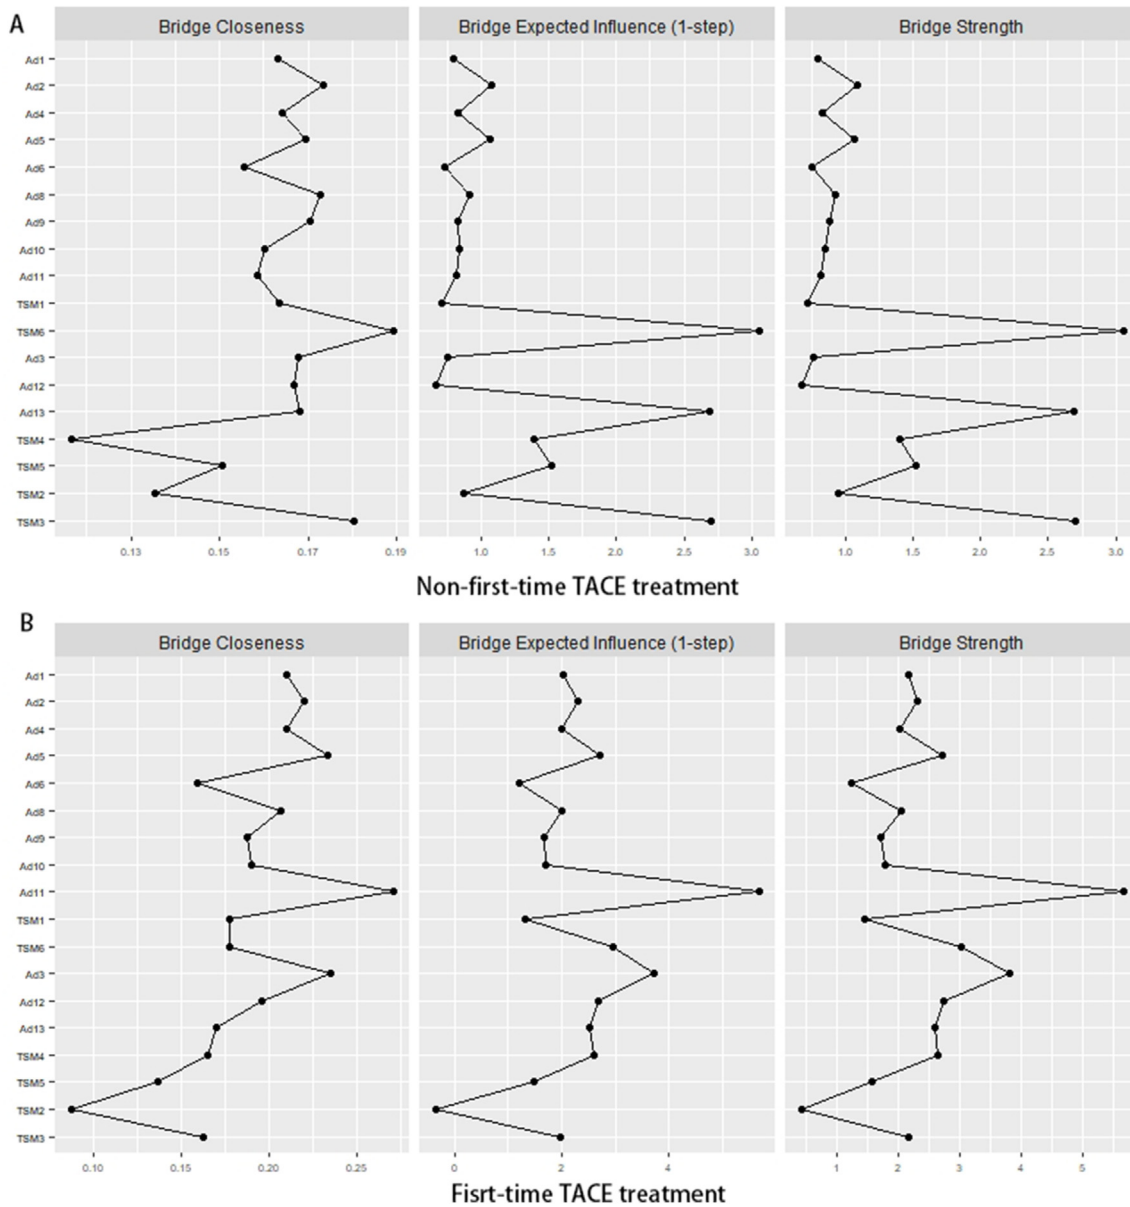 A
Bridge Closeness Bridge Expected Influence (1-step) Bridge Strength
Ad1
Ad2
Ad4
Ad5
Ad6
Ad8
Ad9
Ad10
Ad11
TSM1
TSM6
Ad3
Ad12
Ad13
TSM4
TSM5
TSM2
TSM3
0.13 0.15 0.17 0.19 1.0 1.5 2.0 2.5 3.0 1.0 1.5 2.0 2.5 3.0
Non-first-time TACE treatment
B
Bridge Closeness Bridge Expected Influence (1-step) Bridge Strength
Ad1
Ad2
Ad4
Ad5
Ad6
Ad8
Ad9
Ad10
Ad11
TSM1
TSM6
Ad3
Ad12
Ad13
TSM4
TSM5
TSM2
TSM3
0.10 0.15 0.20 0.25 0 2 4 1 2 3 4 5
Fisrt-time TACE treatment